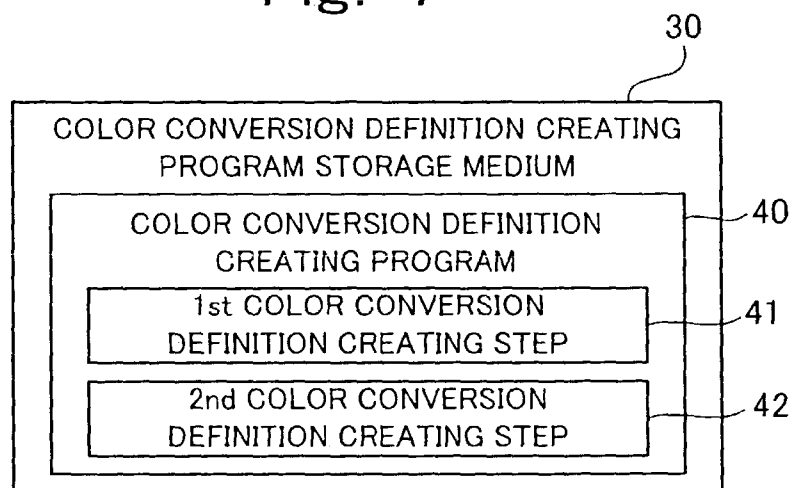 30
COLOR CONVERSION DEFINITION CREATING
PROGRAM STORAGE MEDIUM
COLOR CONVERSION DEFINITION
CREATING PROGRAM
40
1st COLOR CONVERSION
DEFINITION CREATING STEP
41
2nd COLOR CONVERSION
DEFINITION CREATING STEP
42